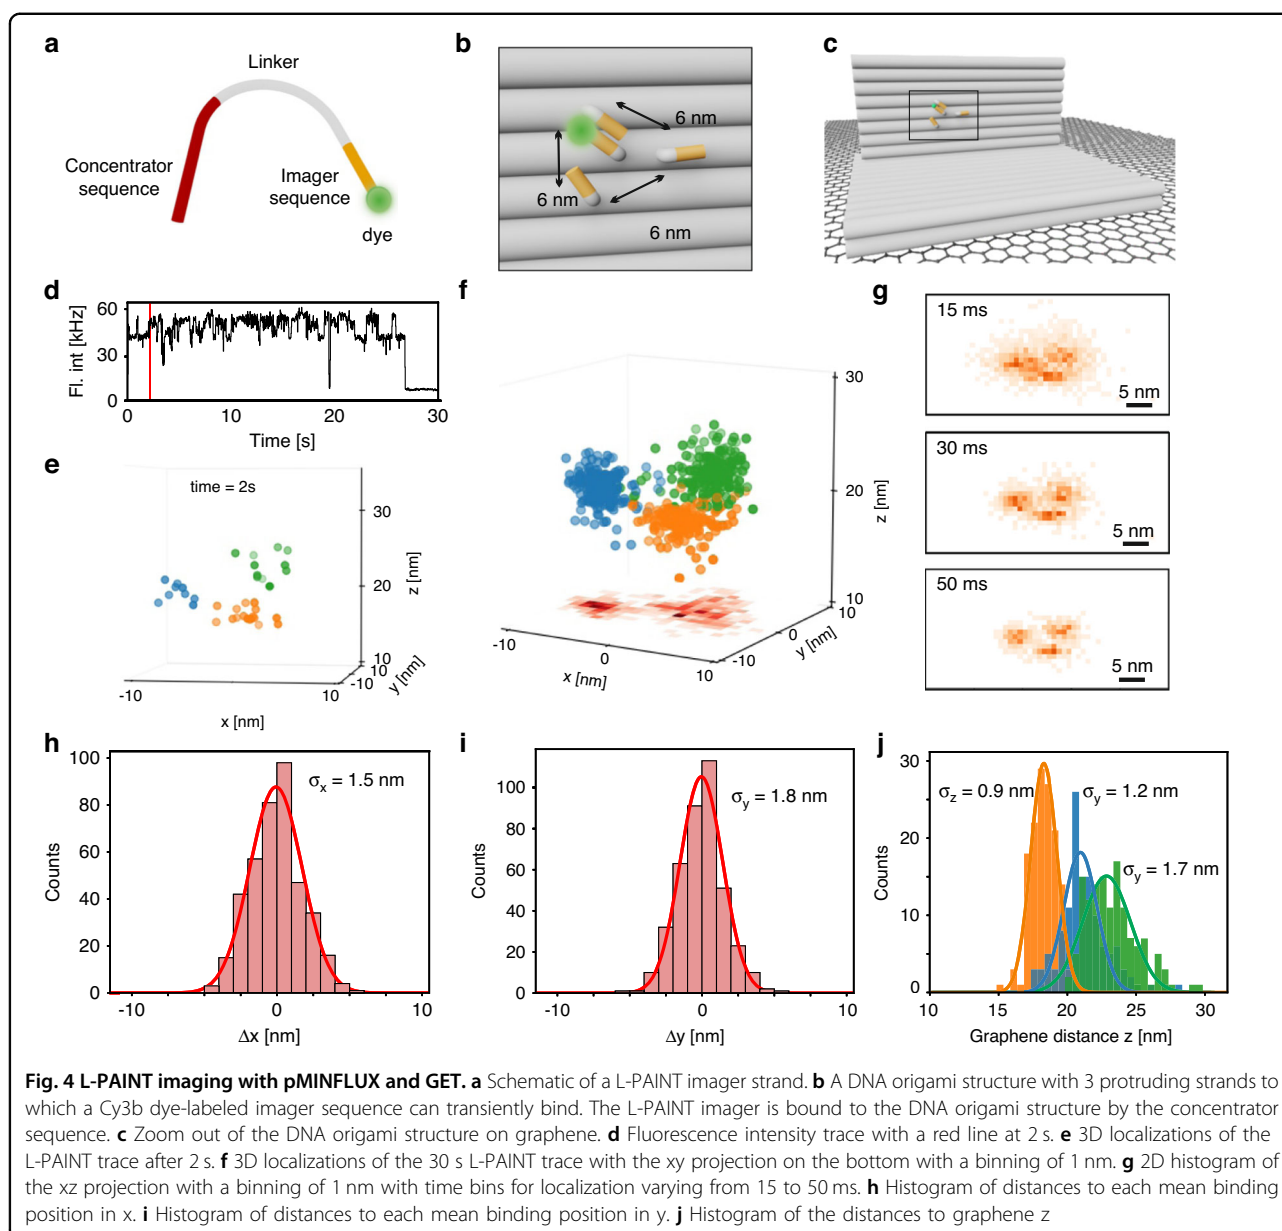 a
Linker
Concentrator
sequence
Imager
sequence
dye
b
6 nm
6 nm
6 nm
c
d
Fl. int [kHz]
60
30
0
0
10
20
30
Time [s]
e
time = 2s
30
20
10
z [nm]
10
-10
y [nm]
-10
10
x [nm]
f
30
20
10
z [nm]
10
0
-10
y [nm]
-10
0
10
x [nm]
g
15 ms
5 nm
30 ms
5 nm
50 ms
5 nm
h
100
80
60
40
20
0
Counts
σx = 1.5 nm
-10
0
10
Δx [nm]
i
100
80
60
40
20
0
Counts
σy = 1.8 nm
-10
0
10
Δy [nm]
j
30
20
10
0
Counts
σz = 0.9 nm
σy = 1.2 nm
σy = 1.7 nm
10
15
20
25
30
Graphene distance z [nm]
Fig. 4 L-PAINT imaging with pMINFLUX and GET. a Schematic of a L-PAINT imager strand. b A DNA origami structure with 3 protruding strands to
which a Cy3b dye-labeled imager sequence can transiently bind. The L-PAINT imager is bound to the DNA origami structure by the concentrator
sequence. c Zoom out of the DNA origami structure on graphene. d Fluorescence intensity trace with a red line at 2 s. e 3D localizations of the
L-PAINT trace after 2 s. f 3D localizations of the 30 s L-PAINT trace with the xy projection on the bottom with a binning of 1 nm. g 2D histogram of
the xz projection with a binning of 1 nm with time bins for localization varying from 15 to 50 ms. h Histogram of distances to each mean binding
position in x. i Histogram of distances to each mean binding position in y. j Histogram of the distances to graphene z